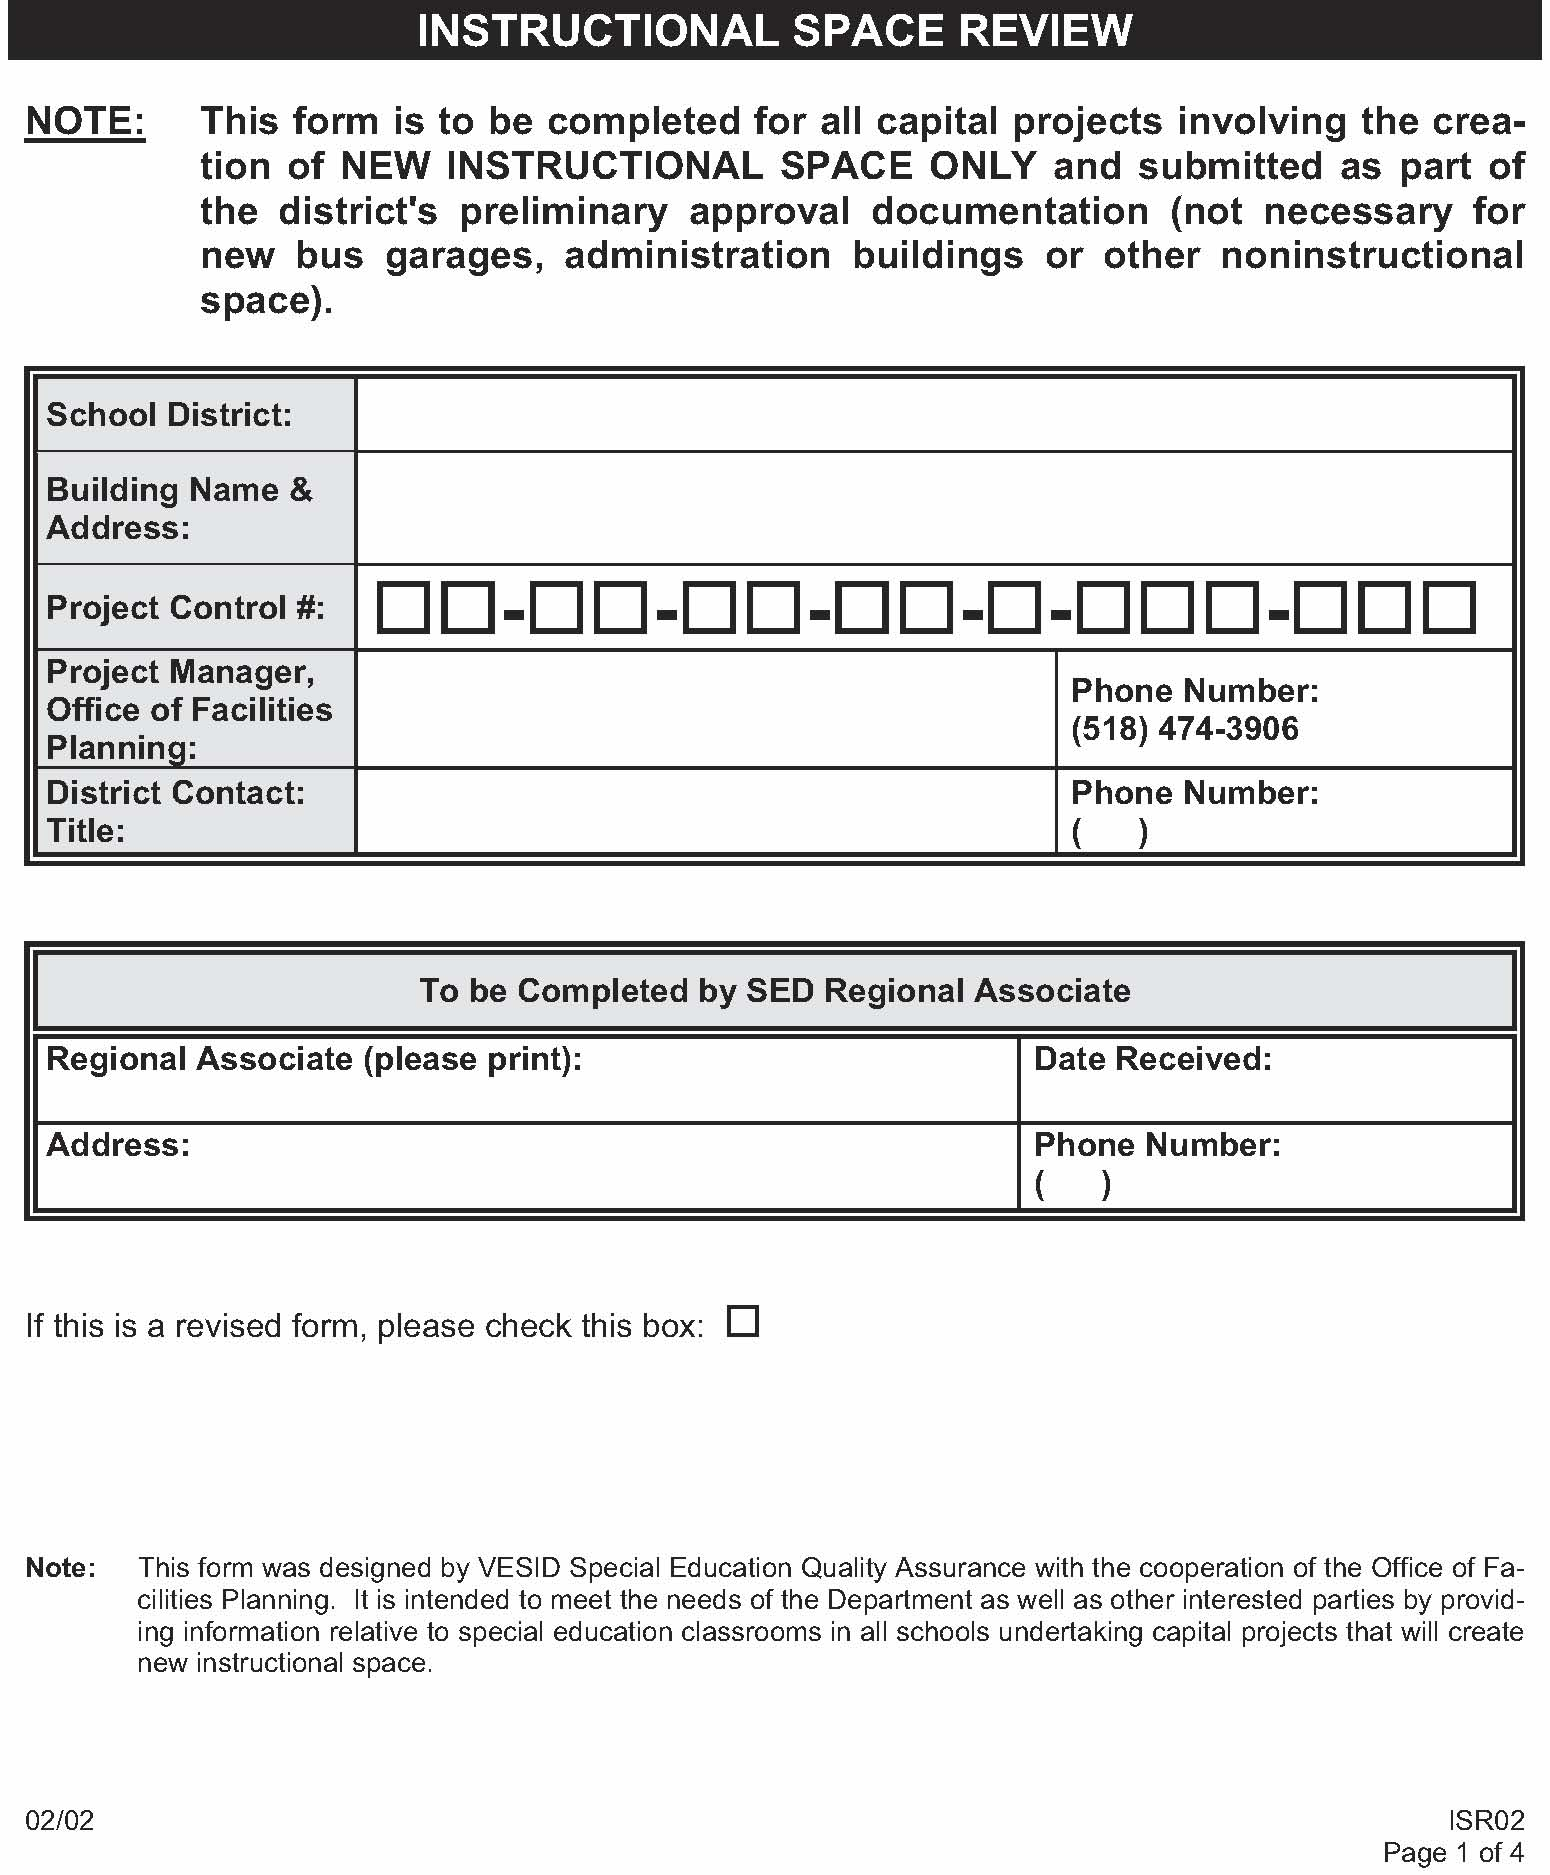 INSTRUCTIONAL SPACE REVIEW
NOTE: This form is to be completed for all capital projects involving the crea-
tion of NEW INSTRUCTIONAL SPACE ONLY and submitted as part of
the district's preliminary approval documentation (not necessary for
new bus garages, administration buildings or other noninstructional
space).
School District:
Building Name &
Address:
Project Control #: □□-□□-□□-□□-□-□□□-□□□
Project Manager,
Office of Facilities
Planning:
Phone Number:
(518) 474-3906
District Contact:
Title:
Phone Number:
( )
To be Completed by SED Regional Associate
Regional Associate (please print):
Date Received:
Address:
Phone Number:
( )
If this is a revised form, please check this box: □
Note: This form was designed by VESID Special Education Quality Assurance with the cooperation of the Office of Fa-
cilities Planning. It is intended to meet the needs of the Department as well as other interested parties by provid-
ing information relative to special education classrooms in all schools undertaking capital projects that will create
new instructional space.
02/02 ISR02
Page 1 of 4